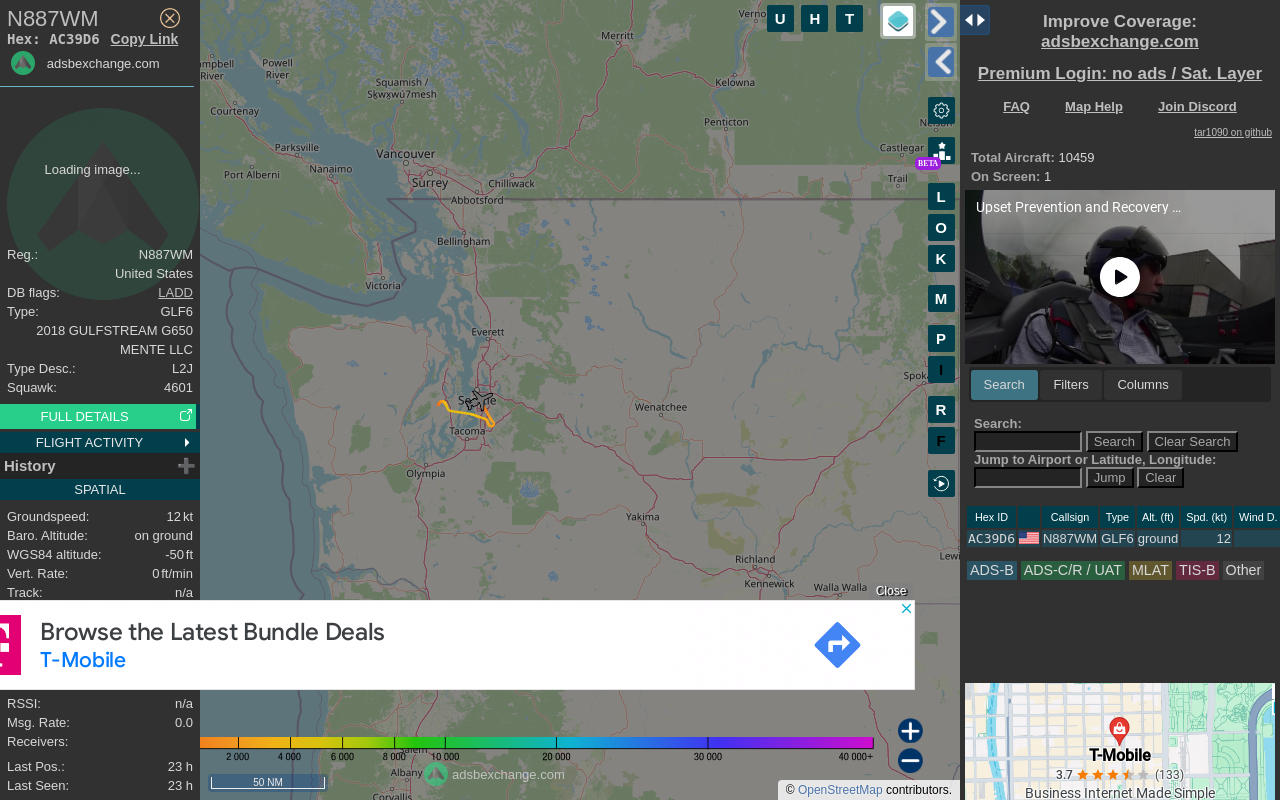 N887WM
Hex: AC39D6 Copy Link
adsbexchange.com
Loading image...
Reg.: N887WM
United States
DB flags: LADD
Type: GLF6
2018 GULFSTREAM G650
MENTE LLC
Type Desc.: L2J
Squawk: 4601
FULL DETAILS
FLIGHT ACTIVITY
History
SPATIAL
Groundspeed: 12 kt
Baro. Altitude: on ground
WGS84 altitude: -50 ft
Vert. Rate: 0 ft/min
Track: n/a
RSSI: n/a
Msg. Rate: 0.0
Receivers:
Last Pos.: 23 h
Last Seen: 23 h
U H T
Merritt
Powell River
River
Squamish / Sḵwx̱wú7mesh
Kelowna
Courtenay
Penticton
Parksville
Vancouver
Castlegar
Port Alberni
Nanaimo
Surrey
Chilliwack
Trail
Abbotsford
Bellingham
Victoria
Everett
Wenatchee
Tacoma
Olympia
Yakima
Richland
Kennewick
Walla Walla
Albany
Corvallis
BETA
L
O
K
M
P
I
R
F
Close
Browse the Latest Bundle Deals
T-Mobile
2 000 4 000 6 000 8 000 10 000 20 000 30 000 40 000+
50 NM
adsbexchange.com
© OpenStreetMap contributors.
Improve Coverage:
adsbexchange.com
Premium Login: no ads / Sat. Layer
FAQ Map Help Join Discord
tar1090 on github
Total Aircraft: 10459
On Screen: 1
Upset Prevention and Recovery ...
Search Filters Columns
Search:
Search Clear Search
Jump to Airport or Latitude, Longitude:
Jump Clear
Hex ID Callsign Type Alt. (ft) Spd. (kt) Wind D.
AC39D6 N887WM GLF6 ground 12
ADS-B ADS-C/R / UAT MLAT TIS-B Other
T-Mobile
3.7 (133)
Business Internet Made Simple